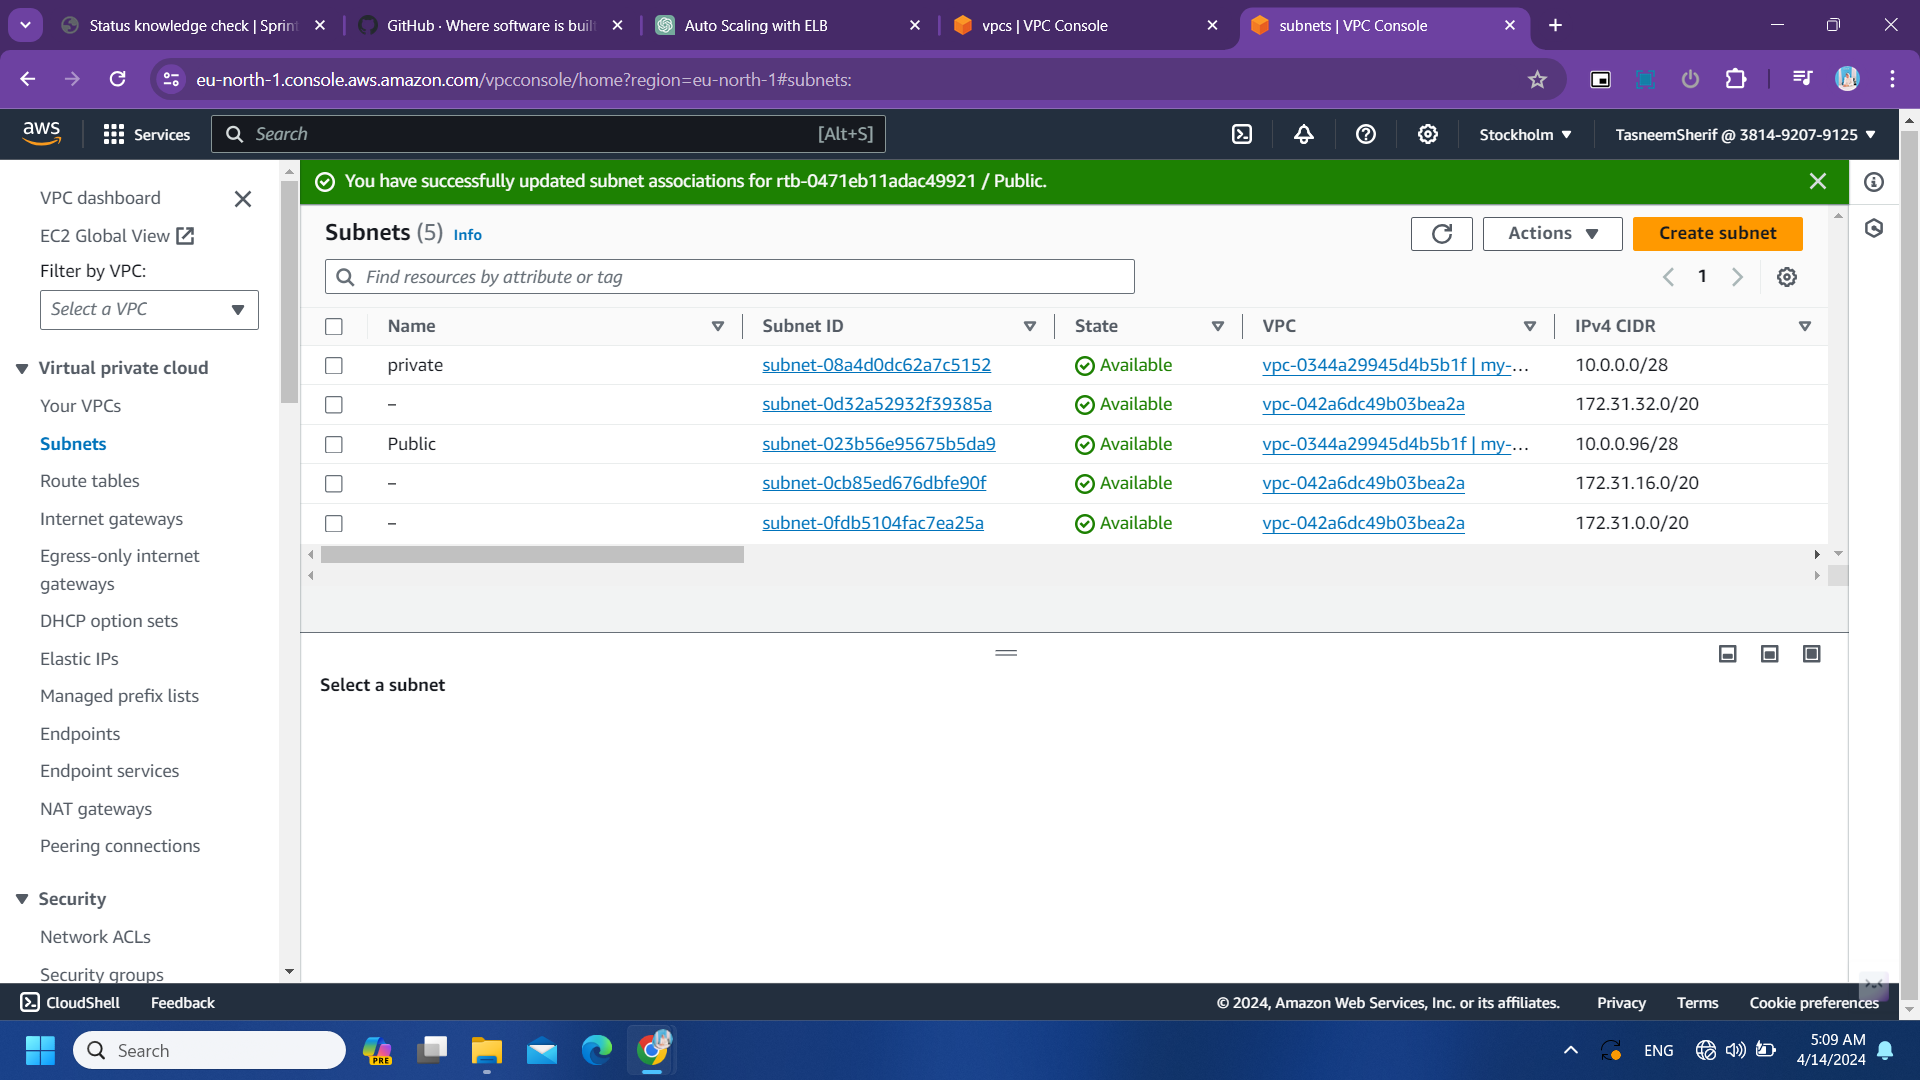 Status knowledge check | Sprint
GitHub · Where software is buil
Auto Scaling with ELB
vpcs | VPC Console
subnets | VPC Console
eu-north-1.console.aws.amazon.com/vpcconsole/home?region=eu-north-1#subnets:
aws
Services
Search
[Alt+S]
Stockholm
TasneemSherif @ 3814-9207-9125
VPC dashboard
EC2 Global View
Filter by VPC:
Select a VPC
Virtual private cloud
Your VPCs
Subnets
Route tables
Internet gateways
Egress-only internet
gateways
DHCP option sets
Elastic IPs
Managed prefix lists
Endpoints
Endpoint services
NAT gateways
Peering connections
Security
Network ACLs
Security groups
You have successfully updated subnet associations for rtb-0471eb11adac49921 / Public.
Subnets (5) Info
Actions
Create subnet
Find resources by attribute or tag
1
Name Subnet ID State VPC IPv4 CIDR
private subnet-08a4d0dc62a7c5152 Available vpc-0344a29945d4b5b1f | my-... 10.0.0.0/28
– subnet-0d32a52932f39385a Available vpc-042a6dc49b03bea2a 172.31.32.0/20
Public subnet-023b56e95675b5da9 Available vpc-0344a29945d4b5b1f | my-... 10.0.0.96/28
– subnet-0cb85ed676dbfe90f Available vpc-042a6dc49b03bea2a 172.31.16.0/20
– subnet-0fdb5104fac7ea25a Available vpc-042a6dc49b03bea2a 172.31.0.0/20
Select a subnet
CloudShell
Feedback
© 2024, Amazon Web Services, Inc. or its affiliates.
Privacy
Terms
Cookie preferences
Search
PRE
ENG
5:09 AM
4/14/2024